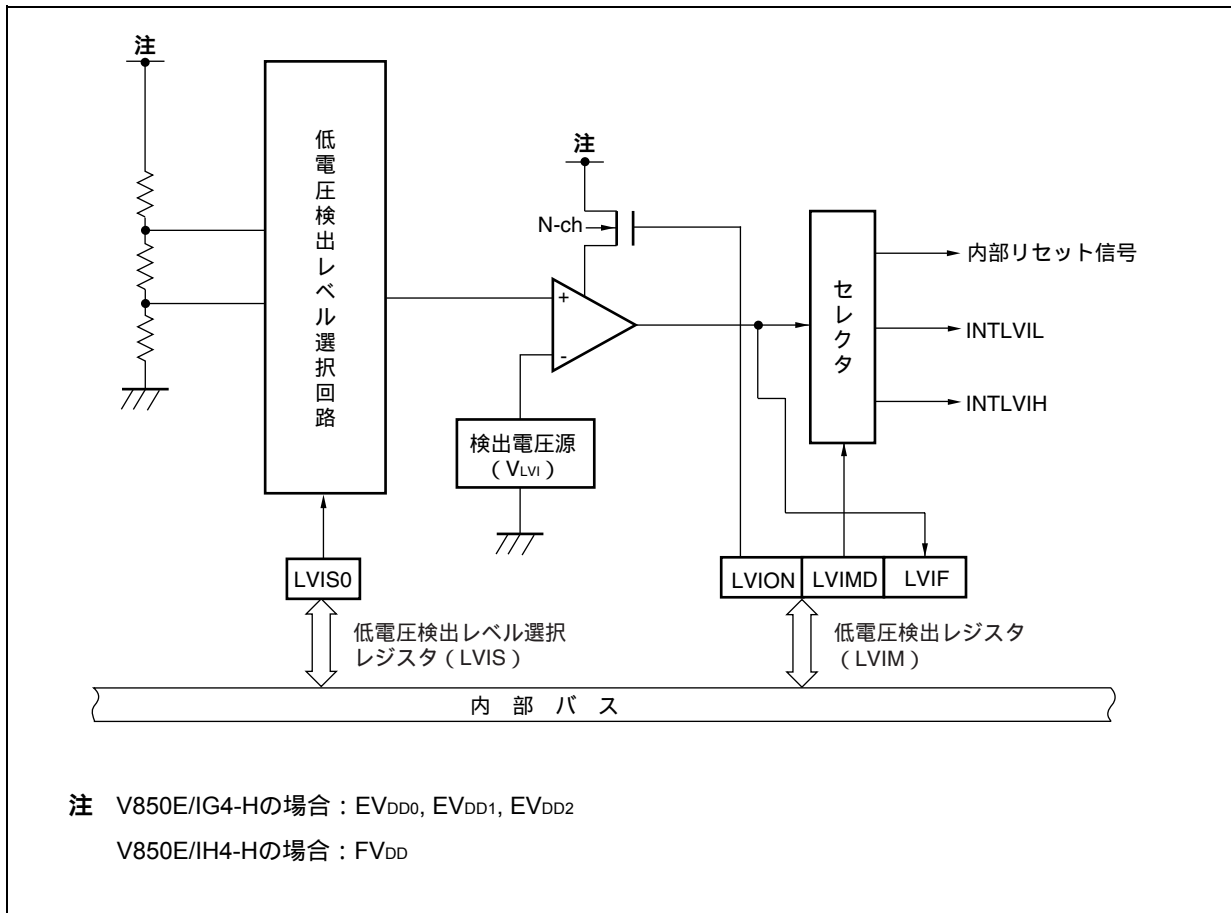 注
低電圧検出レベル選択回路
注
N-ch
+
-
検出電圧源
（VLVI）
セレクタ
内部リセット信号
INTLVIL
INTLVIH
LVIS0
LVION LVIMD LVIF
低電圧検出レベル選択
レジスタ（LVIS）
低電圧検出レジスタ
（LVIM）
内 部 バ ス
注 V850E/IG4-Hの場合：EVDD0, EVDD1, EVDD2
V850E/IH4-Hの場合：FVDD